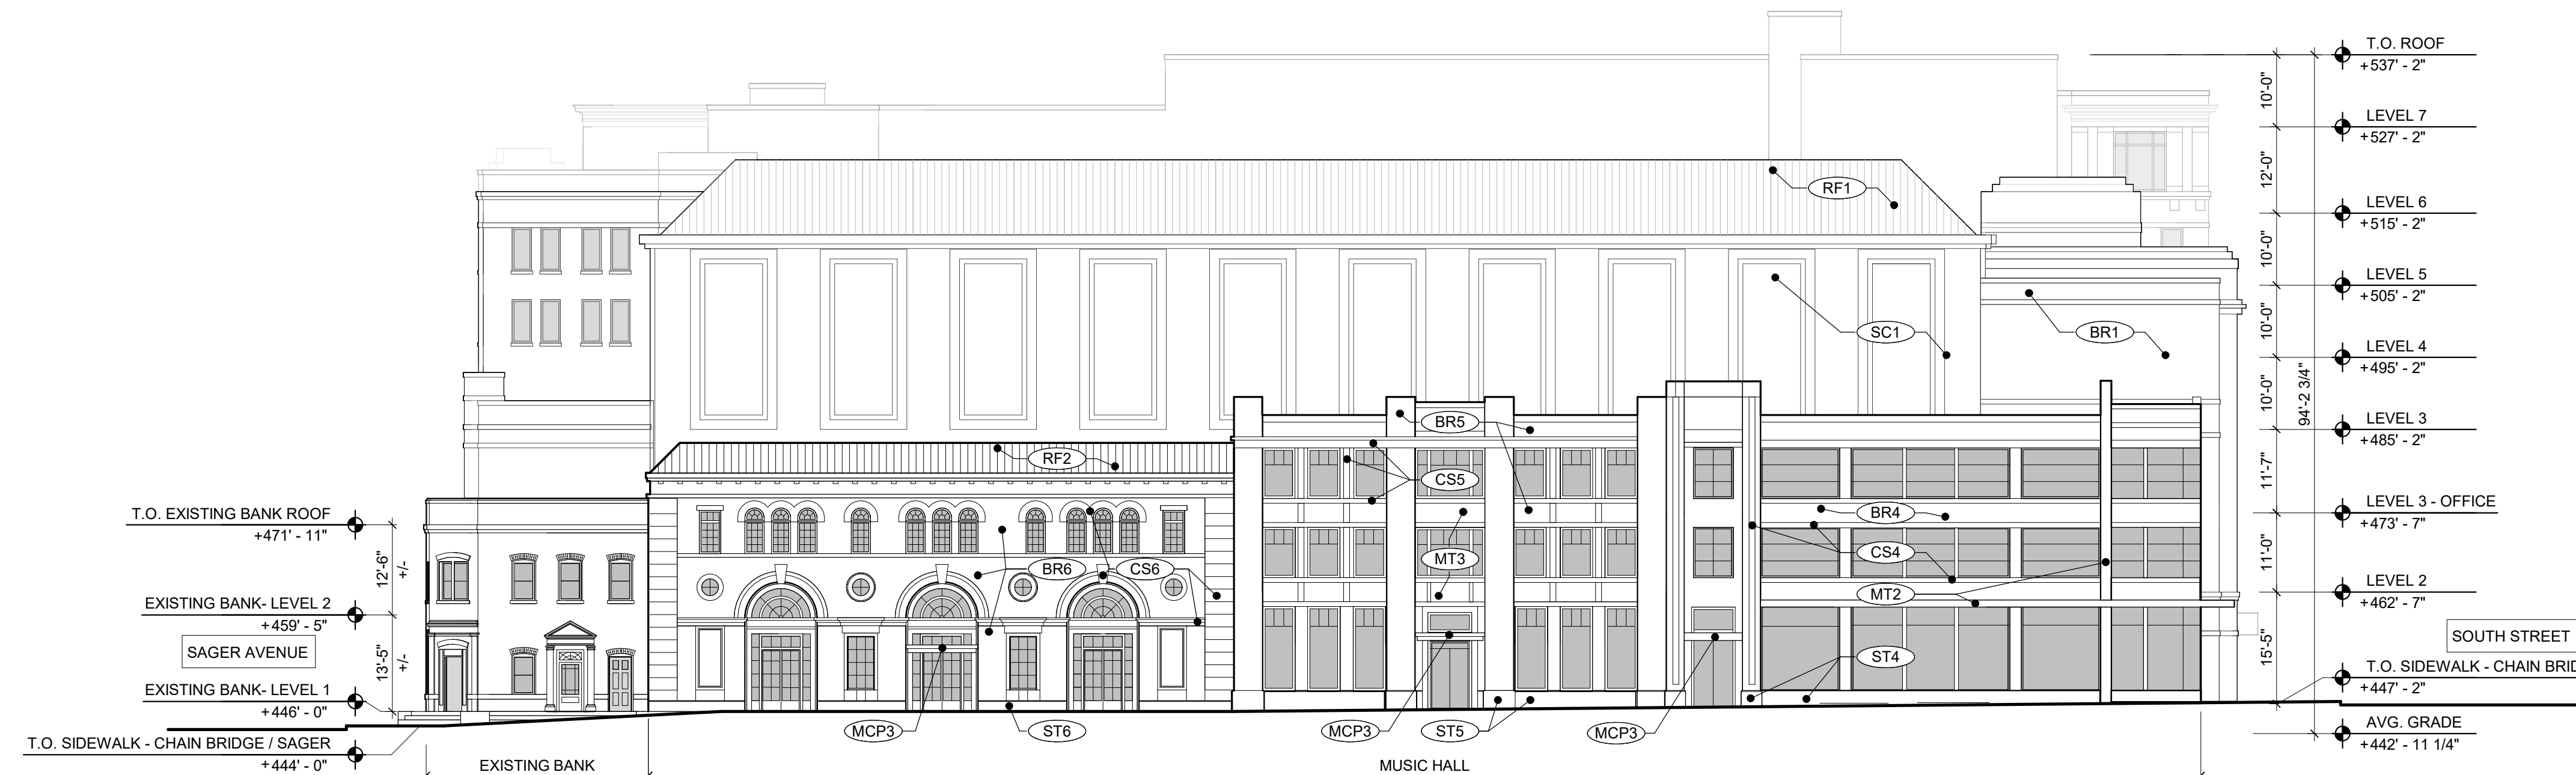 T.O. ROOF
+537' - 2"
10'-0"
LEVEL 7
+527' - 2"
12'-0"
RF1
LEVEL 6
+515' - 2"
10'-0"
LEVEL 5
+505' - 2"
SC1
BR1
10'-0"
LEVEL 4
+495' - 2"
94'-2 3/4"
10'-0"
LEVEL 3
+485' - 2"
BR5
RF2
CS5
11'-7"
T.O. EXISTING BANK ROOF
+471' - 11"
BR4
LEVEL 3 - OFFICE
+473' - 7"
12'-6"
+/-
BR6
CS6
MT3
CS4
11'-0"
MT2
LEVEL 2
+462' - 7"
EXISTING BANK- LEVEL 2
+459' - 5"
SAGER AVENUE
13'-5"
+/-
ST4
15'-5"
SOUTH STREET
T.O. SIDEWALK - CHAIN BRID
+447' - 2"
EXISTING BANK- LEVEL 1
+446' - 0"
MCP3
ST6
MCP3
ST5
MCP3
AVG. GRADE
+442' - 11 1/4"
T.O. SIDEWALK - CHAIN BRIDGE / SAGER
+444' - 0"
EXISTING BANK
MUSIC HALL